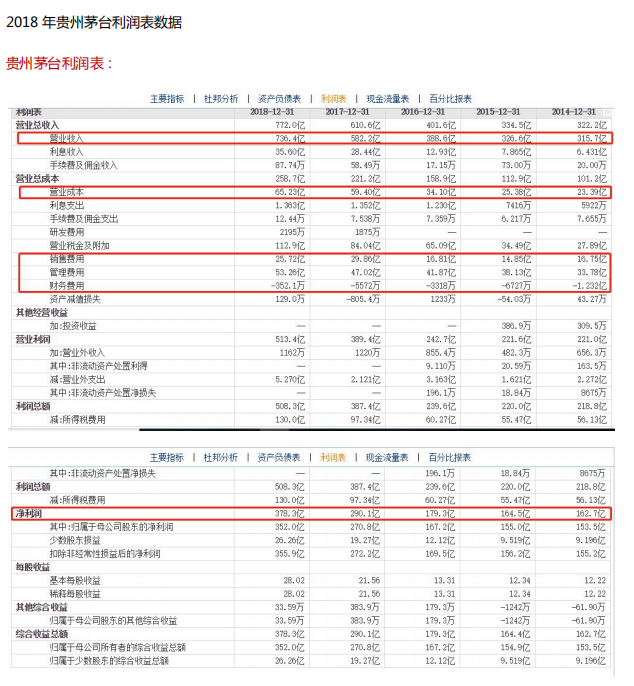 2018 年贵州茅台利润表数据
贵州茅台利润表：
主要指标 | 杜邦分析 | 资产负债表 | 利润表 | 现金流量表 | 百分比报表
利润表 2018-12-31 2017-12-31 2016-12-31 2015-12-31 2014-12-31
营业总收入 772.0亿 610.6亿 401.6亿 334.5亿 322.2亿
营业收入 736.4亿 582.2亿 388.6亿 326.6亿 315.7亿
利息收入 35.60亿 28.44亿 12.93亿 7.865亿 6.431亿
手续费及佣金收入 87.74万 58.49万 17.15万 73.00万 20.00万
营业总成本 258.7亿 221.2亿 158.9亿 112.9亿 101.2亿
营业成本 65.23亿 59.40亿 34.10亿 25.38亿 23.39亿
利息支出 1.363亿 1.352亿 1.230亿 7416万 5922万
手续费及佣金支出 12.44万 7.538万 7.359万 6.217万 7.655万
研发费用 2195万 1875万 — — —
营业税金及附加 112.9亿 84.04亿 65.09亿 34.49亿 27.89亿
销售费用 25.72亿 29.86亿 16.81亿 14.85亿 16.75亿
管理费用 53.26亿 47.02亿 41.87亿 38.13亿 33.78亿
财务费用 -352.1万 -5572万 -3318万 -6727万 -1.232亿
资产减值损失 129.0万 -805.4万 1233万 -54.03万 43.27万
其他经营收益
加:投资收益 — — — 386.9万 309.5万
营业利润 513.4亿 389.4亿 242.7亿 221.6亿 221.0亿
加:营业外收入 1162万 1220万 855.4万 482.3万 656.3万
其中:非流动资产处置利得 — — 9.110万 20.59万 163.5万
减:营业外支出 5.270亿 2.121亿 3.163亿 1.621亿 2.272亿
其中:非流动资产处置净损失 — — 196.1万 18.84万 8675万
利润总额 508.3亿 387.4亿 239.6亿 220.0亿 218.8亿
减:所得税费用 130.0亿 97.34亿 60.27亿 55.47亿 56.13亿
主要指标 | 杜邦分析 | 资产负债表 | 利润表 | 现金流量表 | 百分比报表
其中:非流动资产处置净损失 — — 196.1万 18.84万 8675万
利润总额 508.3亿 387.4亿 239.6亿 220.0亿 218.8亿
减:所得税费用 130.0亿 97.34亿 60.27亿 55.47亿 56.13亿
净利润 378.3亿 290.1亿 179.3亿 164.5亿 162.7亿
其中:归属于母公司股东的净利润 352.0亿 270.8亿 167.2亿 155.0亿 153.5亿
少数股东损益 26.26亿 19.27亿 12.12亿 9.519亿 9.196亿
扣除非经常性损益后的净利润 355.9亿 272.2亿 169.5亿 156.2亿 155.2亿
每股收益
基本每股收益 28.02 21.56 13.31 12.34 12.22
稀释每股收益 28.02 21.56 13.31 12.34 12.22
其他综合收益 33.59万 383.9万 179.3万 -1242万 -61.90万
归属于母公司股东的其他综合收益 33.59万 383.9万 179.3万 -1242万 -61.90万
综合收益总额 378.3亿 290.1亿 179.3亿 164.4亿 162.7亿
归属于母公司所有者的综合收益总额 352.0亿 270.8亿 167.2亿 154.9亿 153.5亿
归属于少数股东的综合收益总额 26.26亿 19.27亿 12.12亿 9.519亿 9.196亿